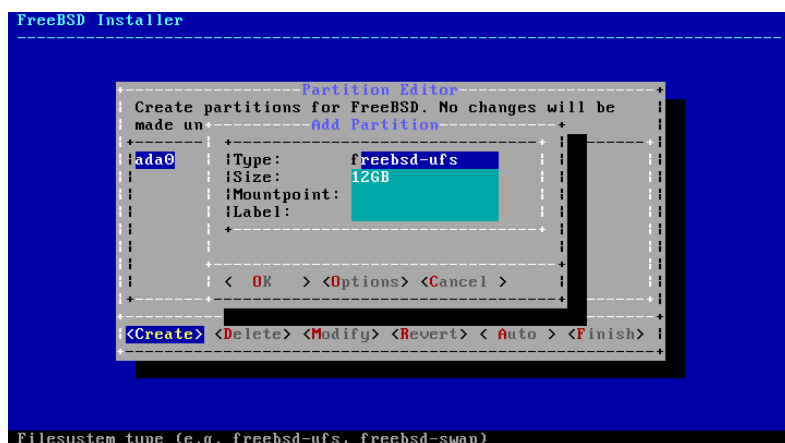 FreeBSD Installer
Partition Editor
Create partitions for FreeBSD. No changes will be
made un
Add Partition
ada0
Type: freebsd-ufs
Size: 12GB
Mountpoint:
Label:
< OK > <Options> <Cancel >
<Create> <Delete> <Modify> <Revert> < Auto > <Finish>
Filesystem type (e.g. freebsd-ufs, freebsd-swap)